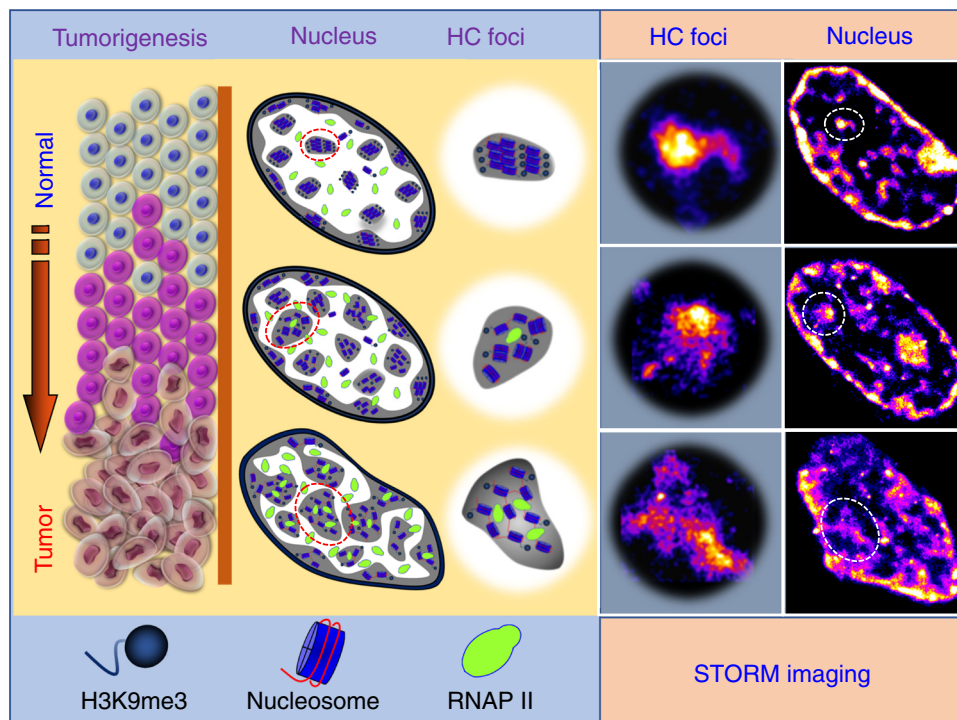 Tumorigenesis
Nucleus
HC foci
HC foci
Nucleus
Normal
Tumor
H3K9me3
Nucleosome
RNAP II
STORM imaging